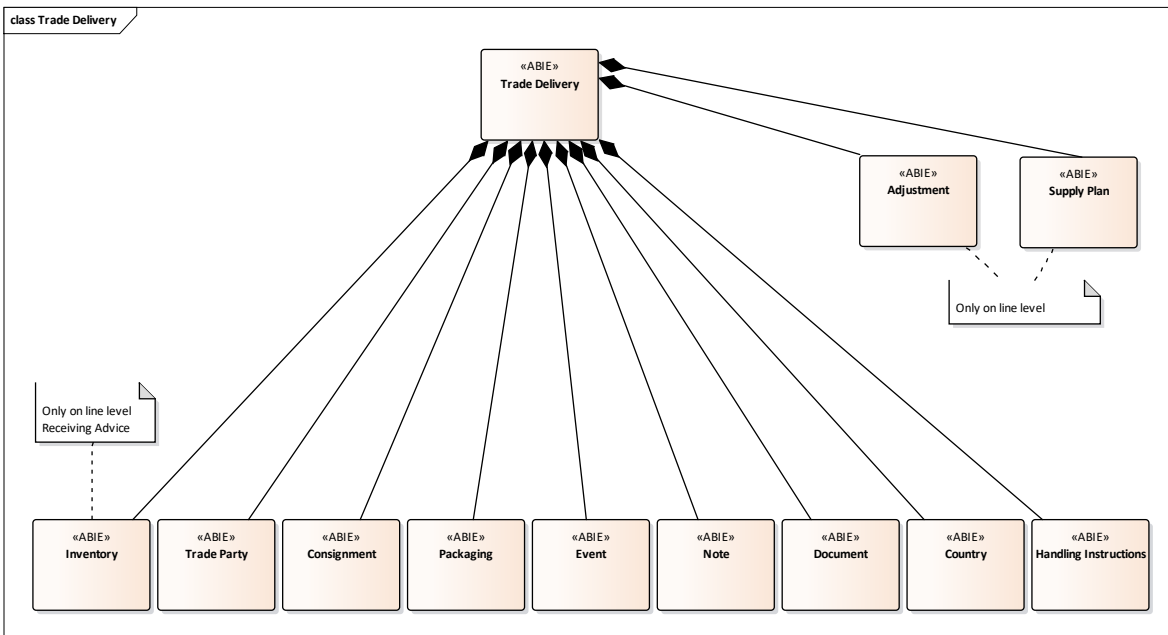 class Trade Delivery
«ABIE»
Trade Delivery
«ABIE»
Adjustment
«ABIE»
Supply Plan
Only on line level
Only on line level
Receiving Advice
«ABIE»
Inventory
«ABIE»
Trade Party
«ABIE»
Consignment
«ABIE»
Packaging
«ABIE»
Event
«ABIE»
Note
«ABIE»
Document
«ABIE»
Country
«ABIE»
Handling Instructions